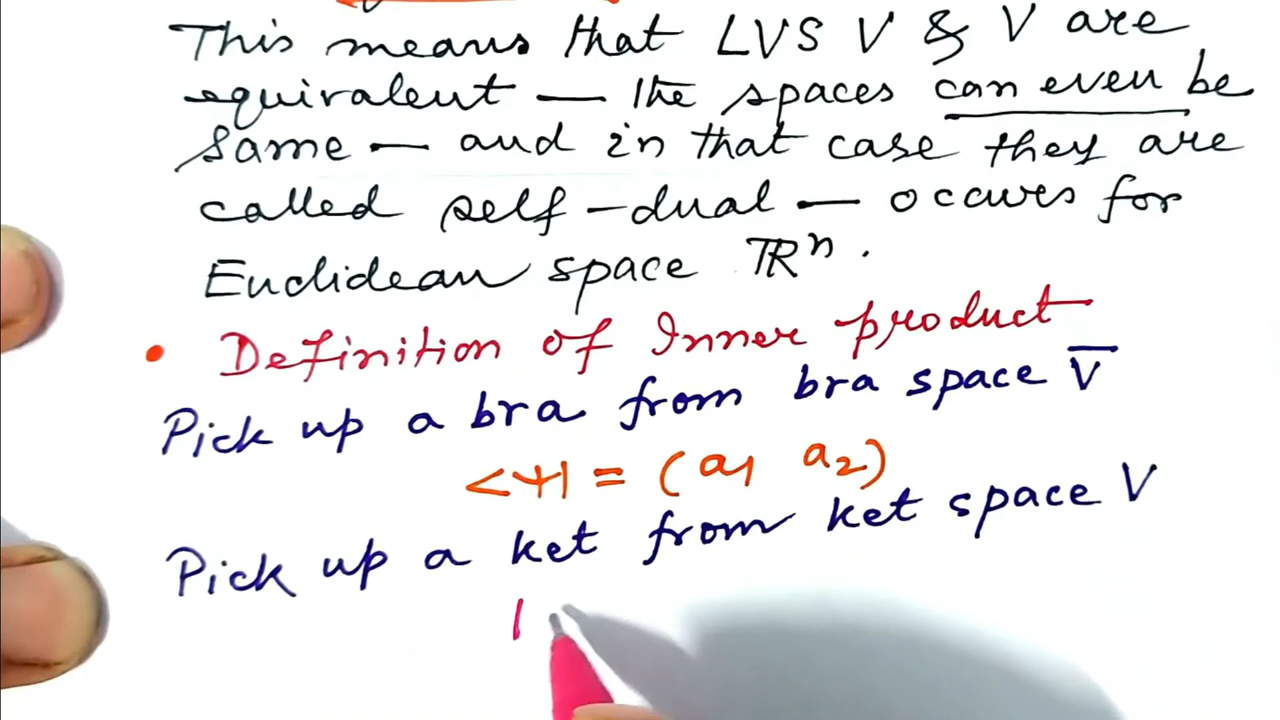 This means that LVS V & V are
equivalent — the spaces can even be
same — and in that case they are
called self-dual — occurs for
Euclidean space ℝⁿ.
• Definition of Inner product
Pick up a bra from bra space V̅
<ψ| = (a₁ a₂)
Pick up a ket from ket space V
|